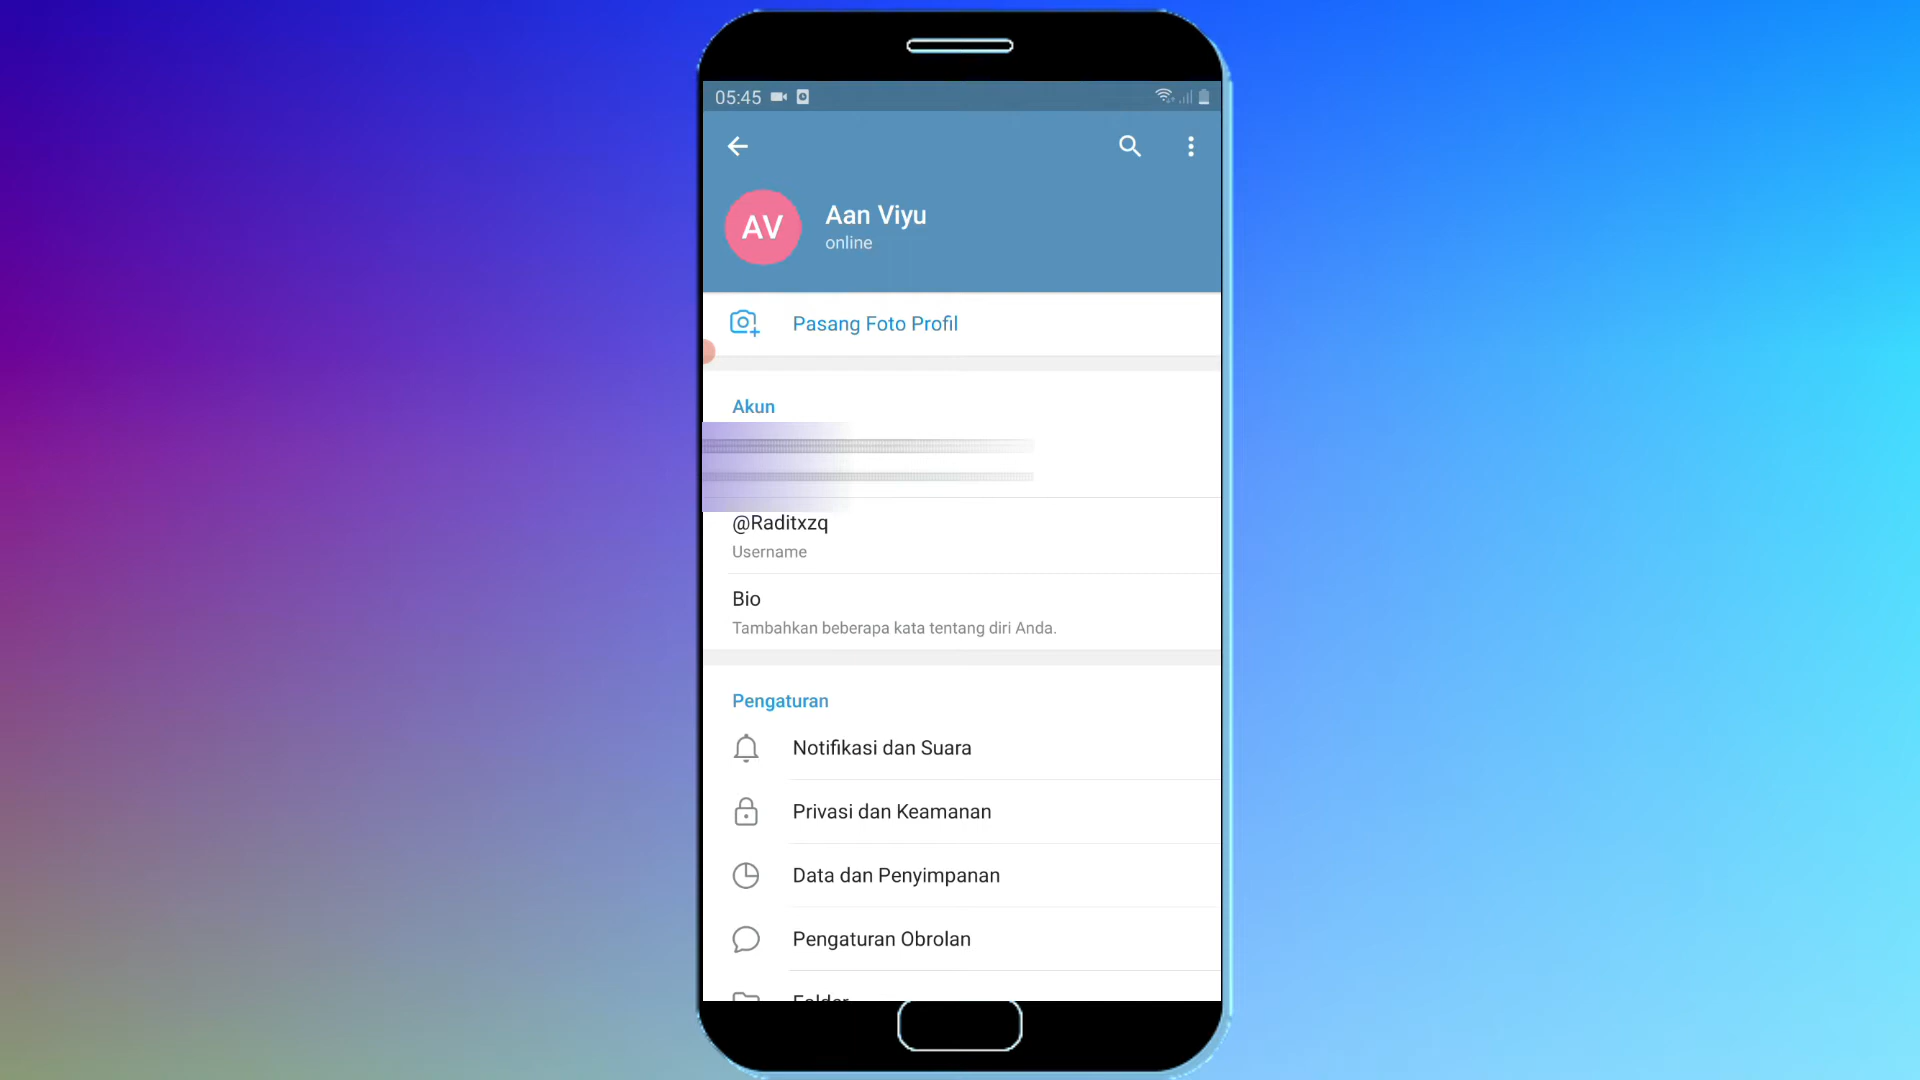 05:45
AV
Aan Viyu
online
Pasang Foto Profil
Akun
@Raditxzq
Username
Bio
Tambahkan beberapa kata tentang diri Anda.
Pengaturan
Notifikasi dan Suara
Privasi dan Keamanan
Data dan Penyimpanan
Pengaturan Obrolan
Folder